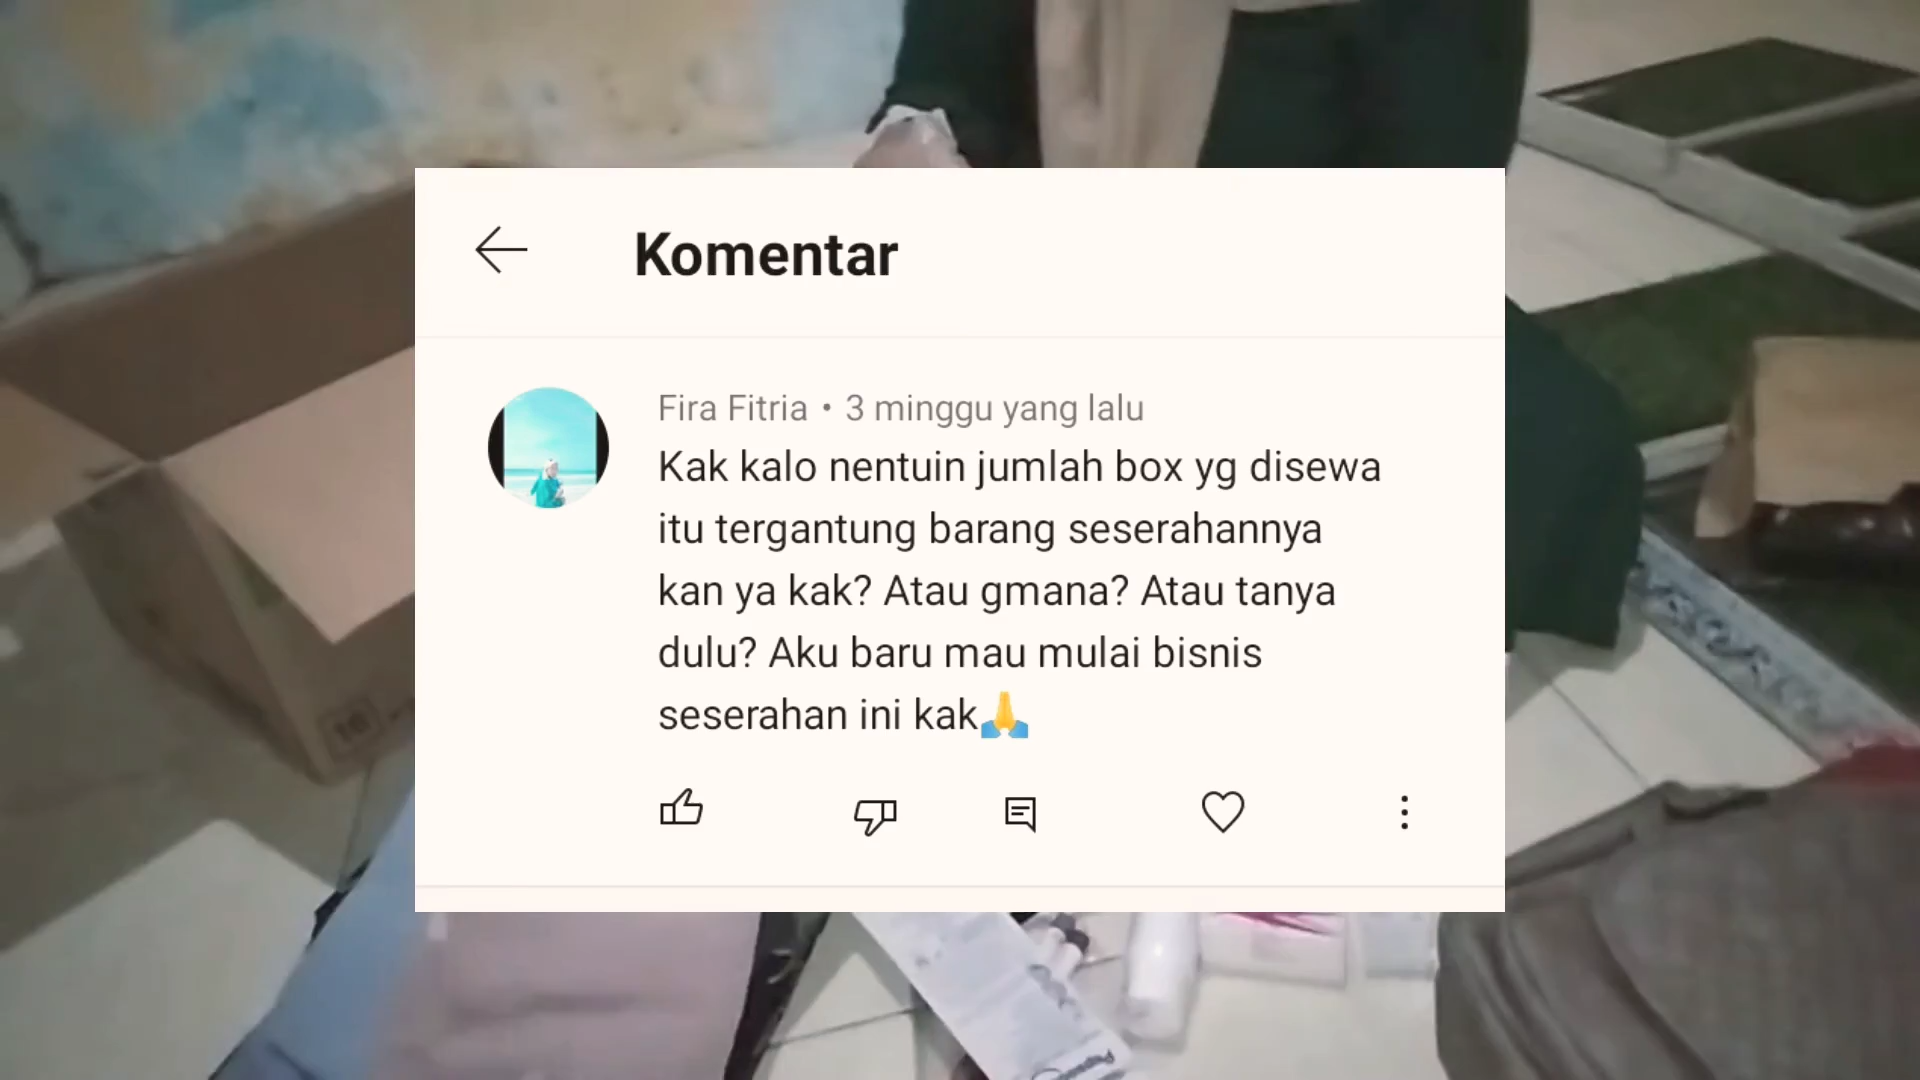 Komentar
Fira Fitria • 3 minggu yang lalu
Kak kalo nentuin jumlah box yg disewa
itu tergantung barang seserahannya
kan ya kak? Atau gmana? Atau tanya
dulu? Aku baru mau mulai bisnis
seserahan ini kak🙏